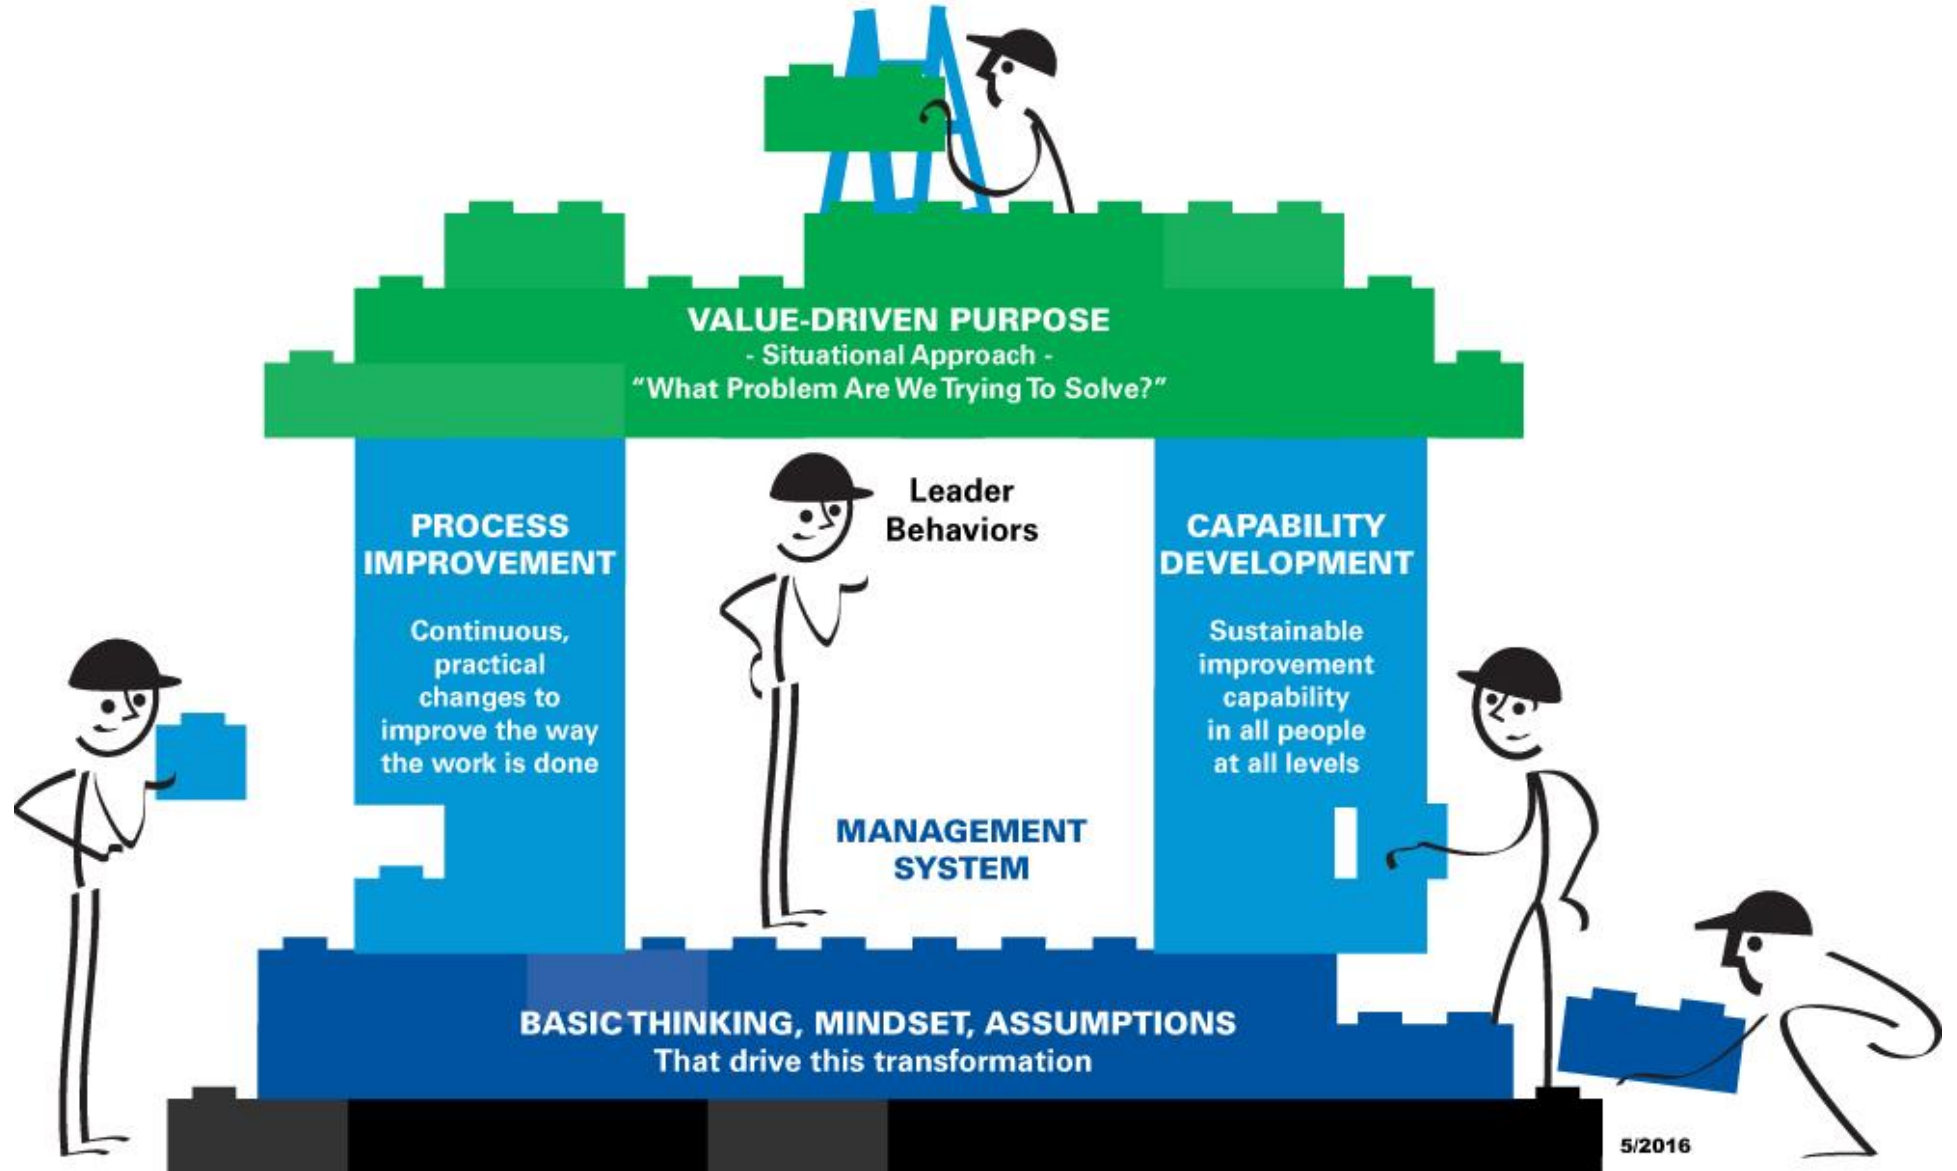 VALUE-DRIVEN PURPOSE
- Situational Approach -
“What Problem Are We Trying To Solve?”
PROCESS
IMPROVEMENT
Continuous,
practical
changes to
improve the way
the work is done
Leader
Behaviors
MANAGEMENT
SYSTEM
CAPABILITY
DEVELOPMENT
Sustainable
improvement
capability
in all people
at all levels
BASIC THINKING, MINDSET, ASSUMPTIONS
That drive this transformation
5/2016